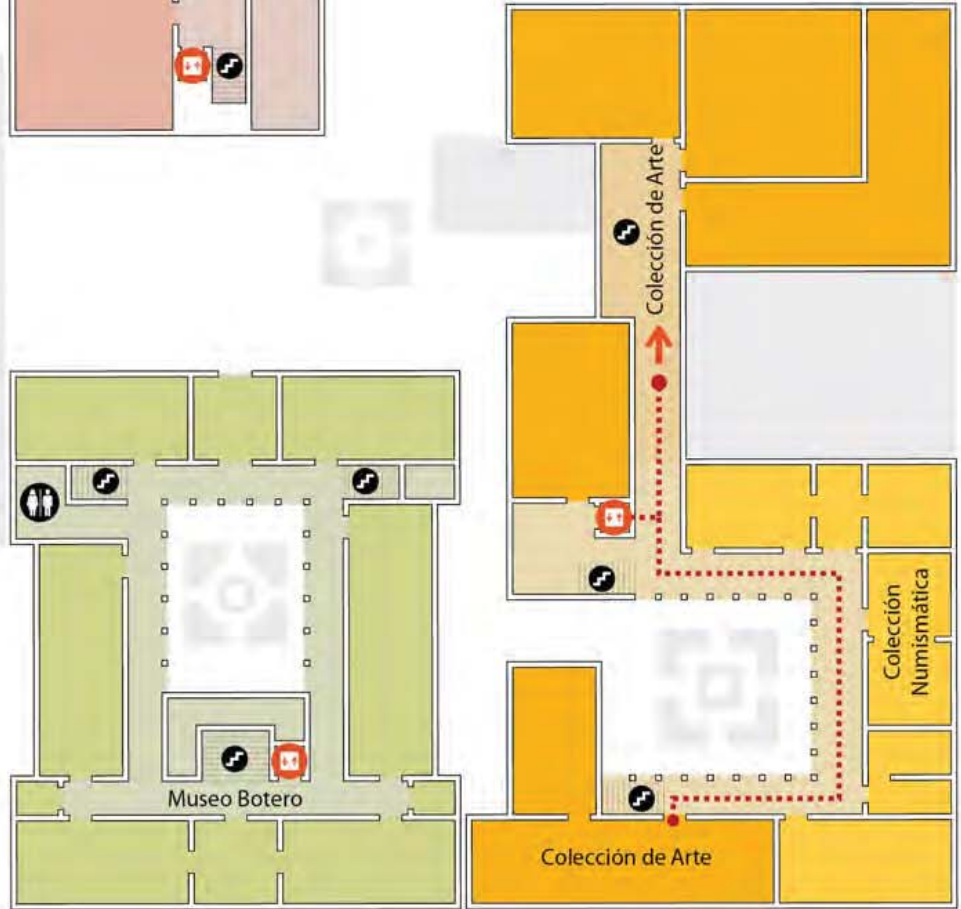 Colección de Arte
Colección
Numismática
Museo Botero
Colección de Arte